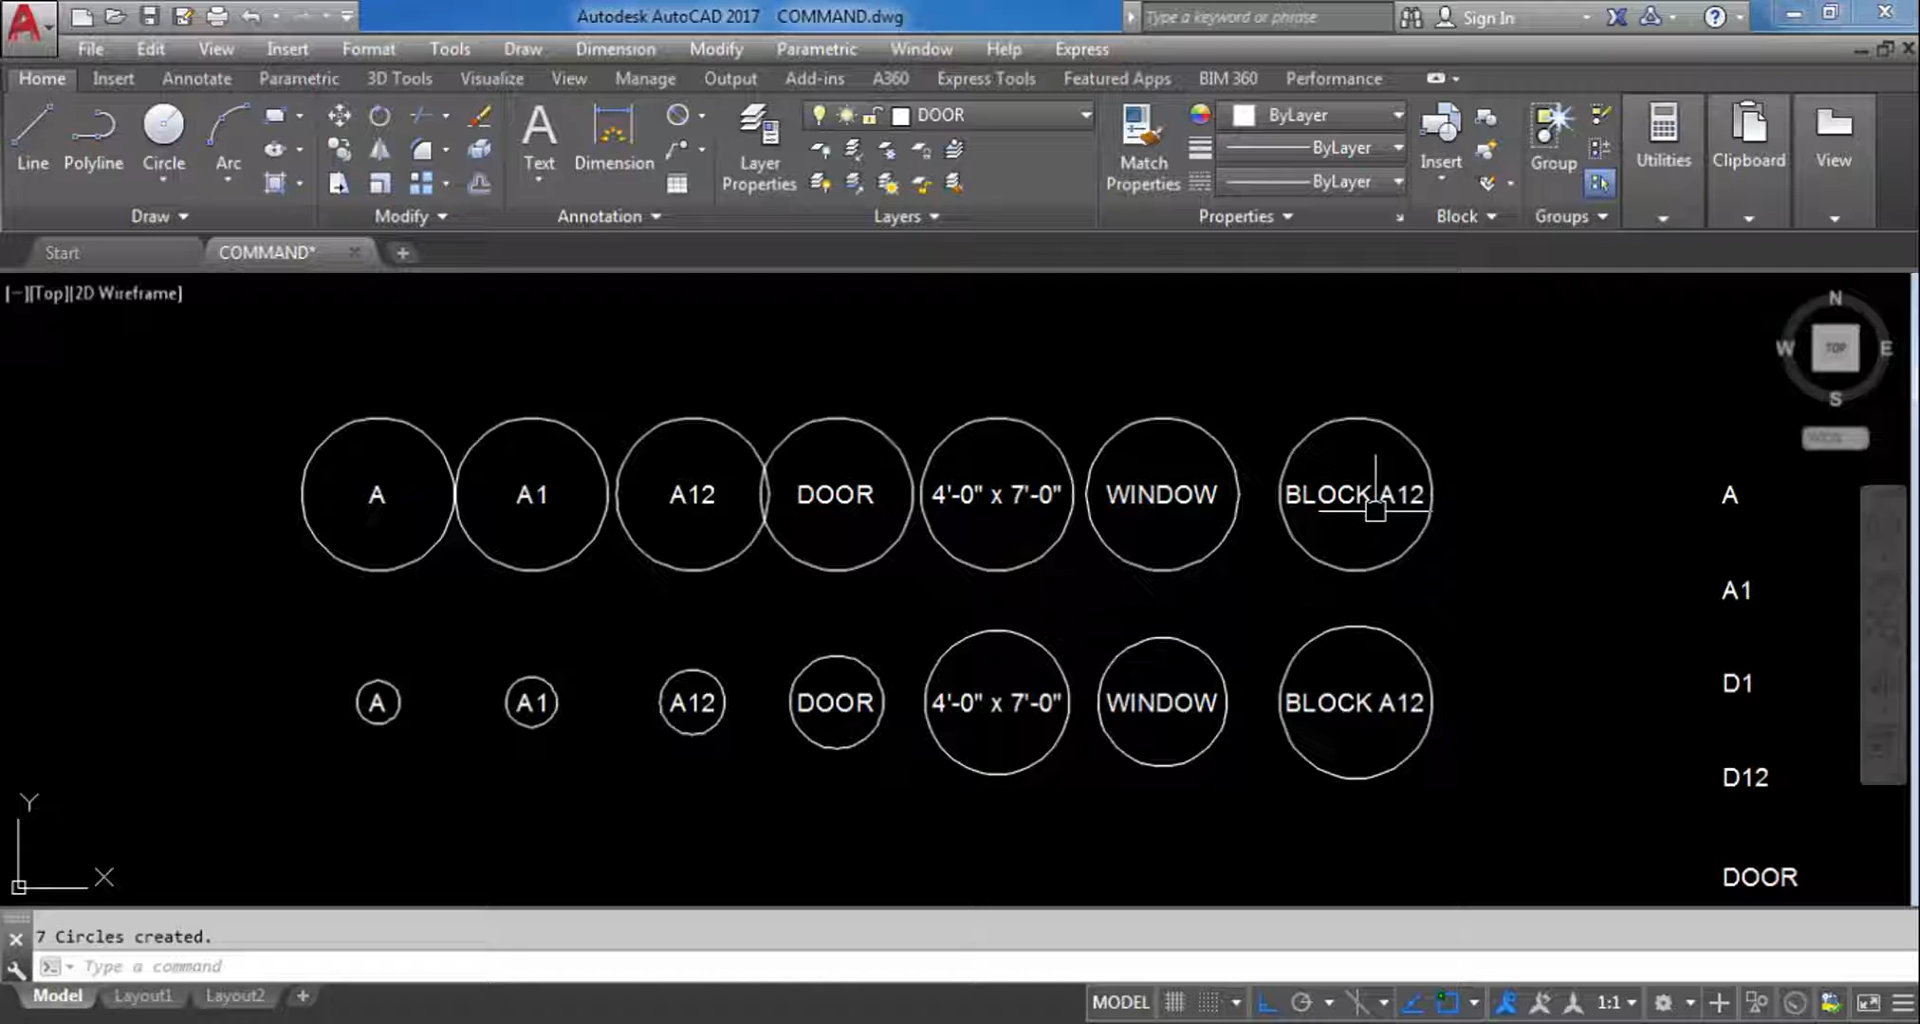 Autodesk AutoCAD 2017 COMMAND.dwg
Type a keyword or phrase
Sign In
File Edit View Insert Format Tools Draw Dimension Modify Parametric Window Help Express
Home Insert Annotate Parametric 3D Tools Visualize View Manage Output Add-ins A360 Express Tools Featured Apps BIM 360 Performance
DOOR
ByLayer
ByLayer
ByLayer
Line Polyline Circle Arc
Text Dimension
Layer Properties
Match Properties
Insert
Group
Utilities Clipboard View
Draw Modify Annotation Layers Properties Block Groups
Start COMMAND*
[−][Top][2D Wireframe]
N
W TOP E
S
A A1 A12 DOOR 4'-0" x 7'-0" WINDOW BLOCK A12 A
A1
D1
A A1 A12 DOOR 4'-0" x 7'-0" WINDOW BLOCK A12
D12
Y
X
DOOR
7 Circles created.
Type a command
Model Layout1 Layout2 +
MODEL 1:1